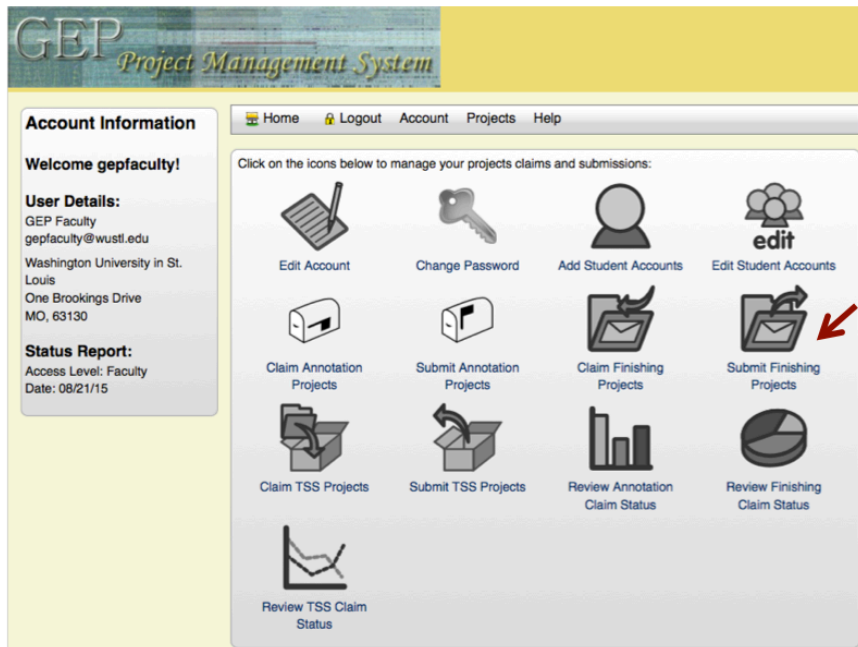 GEP Project Management System
Account Information
Welcome gepfaculty!
User Details:
GEP Faculty
gepfaculty@wustl.edu
Washington University in St.
Louis
One Brookings Drive
MO, 63130
Status Report:
Access Level: Faculty
Date: 08/21/15
Home Logout Account Projects Help
Click on the icons below to manage your projects claims and submissions:
edit
Edit Account Change Password Add Student Accounts Edit Student Accounts
Claim Annotation
Projects
Submit Annotation
Projects
Claim Finishing
Projects
Submit Finishing
Projects
Claim TSS Projects
Submit TSS Projects
Review Annotation
Claim Status
Review Finishing
Claim Status
Review TSS Claim
Status